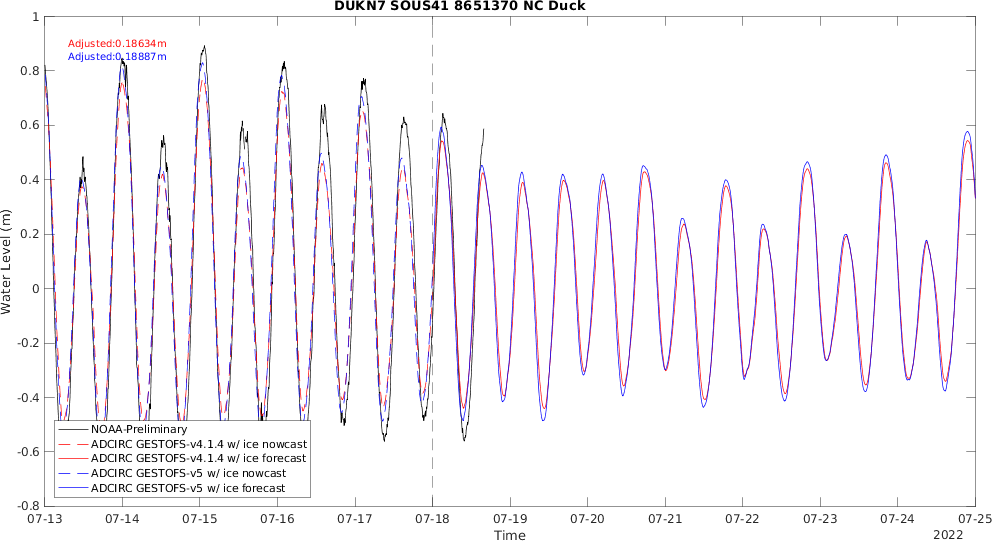 DUKN7 SOUS41 8651370 NC Duck
Adjusted:0.18634m
Adjusted:0.18887m
1
0.8
0.6
0.4
0.2
0
-0.2
-0.4
-0.6
-0.8
Water Level (m)
NOAA-Preliminary
ADCIRC GESTOFS-v4.1.4 w/ ice nowcast
ADCIRC GESTOFS-v4.1.4 w/ ice forecast
ADCIRC GESTOFS-v5 w/ ice nowcast
ADCIRC GESTOFS-v5 w/ ice forecast
07-13 07-14 07-15 07-16 07-17 07-18 07-19 07-20 07-21 07-22 07-23 07-24 07-25
Time
2022